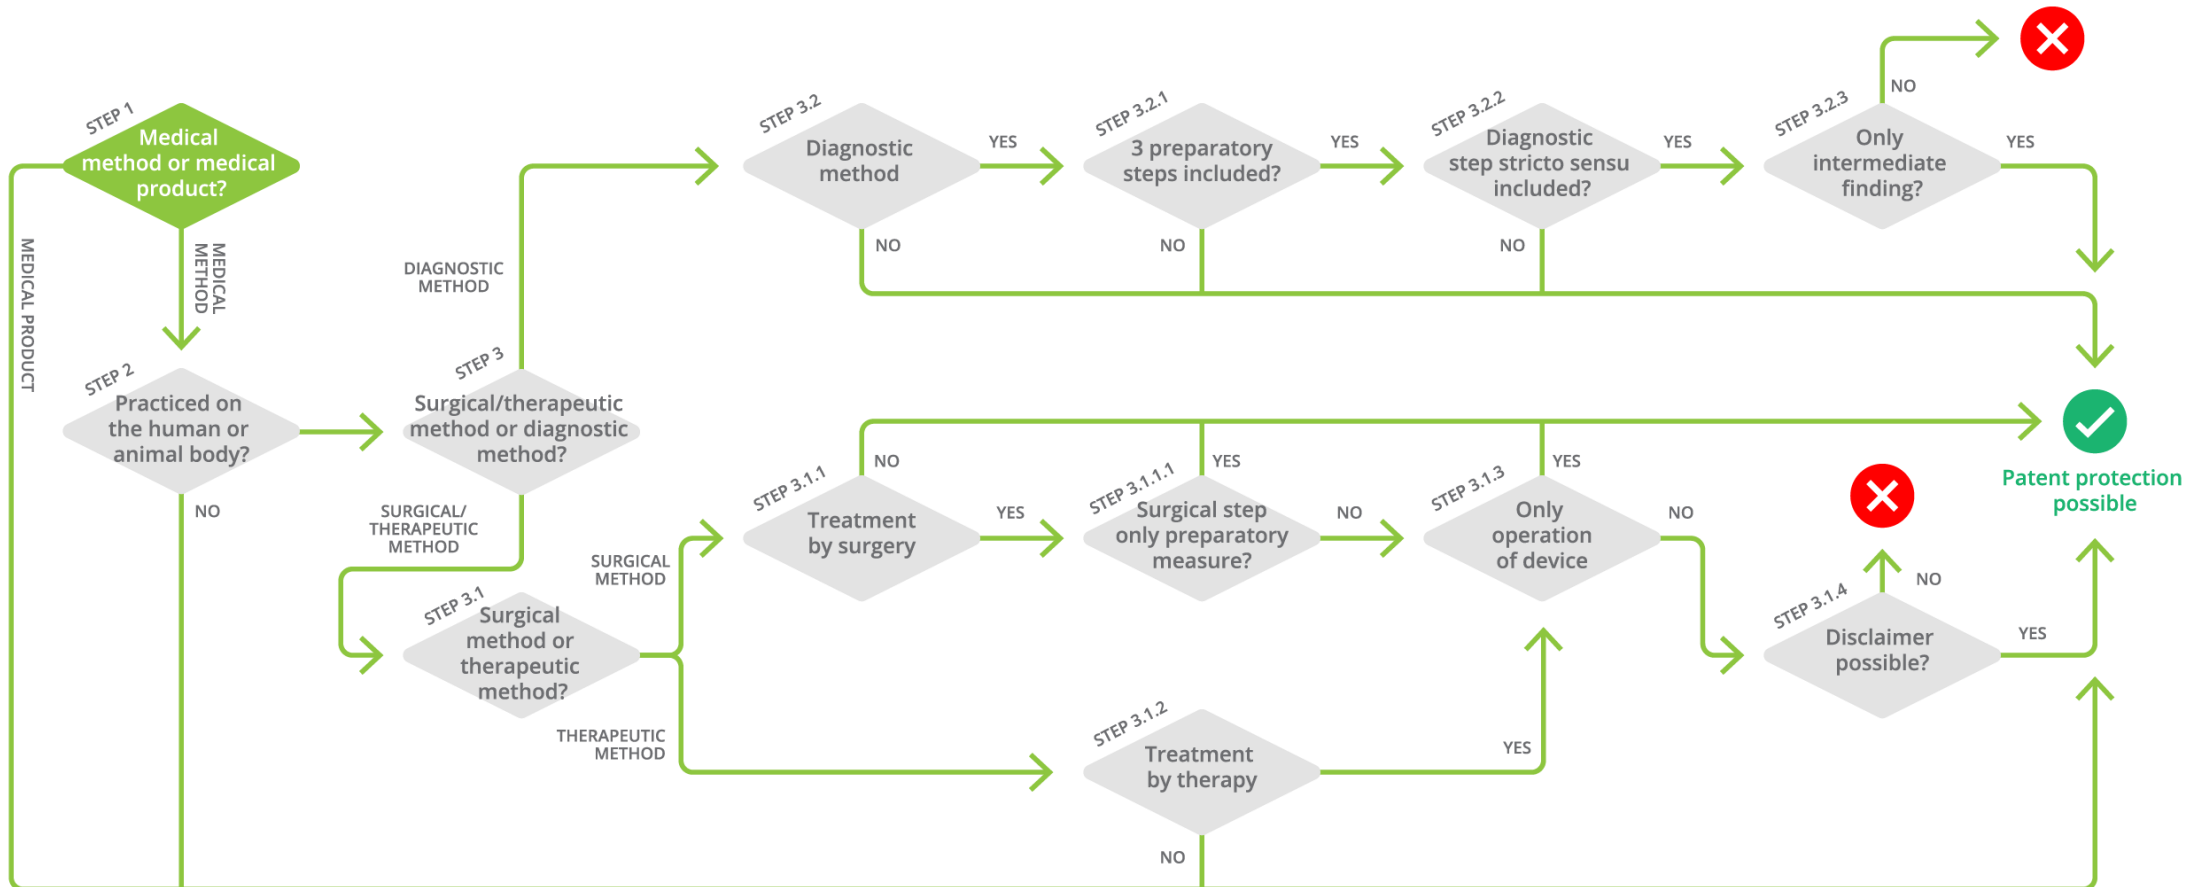 STEP 1
Medical
method or medical
product?
MEDICAL PRODUCT
MEDICAL
METHOD
STEP 2
Practiced on
the human or
animal body?
NO
STEP 3
Surgical/therapeutic
method or diagnostic
method?
DIAGNOSTIC
METHOD
SURGICAL/
THERAPEUTIC
METHOD
STEP 3.2
Diagnostic
method
YES
NO
STEP 3.2.1
3 preparatory
steps included?
YES
NO
STEP 3.2.2
Diagnostic
step stricto sensu
included?
YES
NO
STEP 3.2.3
Only
intermediate
finding?
NO
YES
STEP 3.1
Surgical
method or
therapeutic
method?
SURGICAL
METHOD
THERAPEUTIC
METHOD
STEP 3.1.1
Treatment
by surgery
NO
YES
STEP 3.1.1.1
Surgical step
only preparatory
measure?
YES
NO
STEP 3.1.3
Only
operation
of device
YES
NO
STEP 3.1.2
Treatment
by therapy
YES
NO
STEP 3.1.4
Disclaimer
possible?
NO
YES
Patent protection
possible